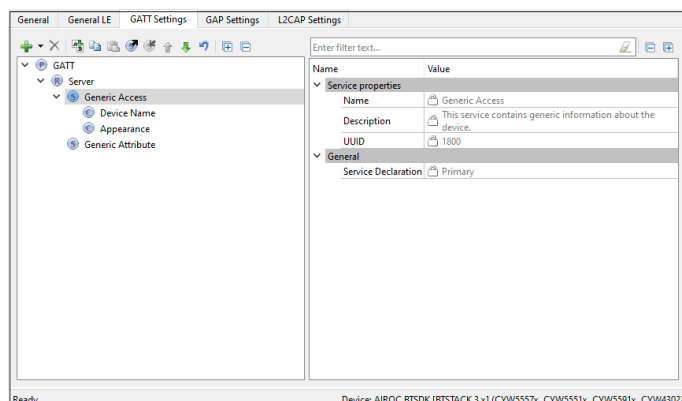 General General LE GATT Settings GAP Settings L2CAP Settings
Enter filter text...
P GATT
R Server
S Generic Access
C Device Name
C Appearance
S Generic Attribute
Name Value
Service properties
Name Generic Access
Description This service contains generic information about the
device.
UUID 1800
General
Service Declaration Primary
Ready Device: AIROC BTSDK [BTSTACK 3.x] (CYW5557x, CYW5551x, CYW5591x, CYW4302